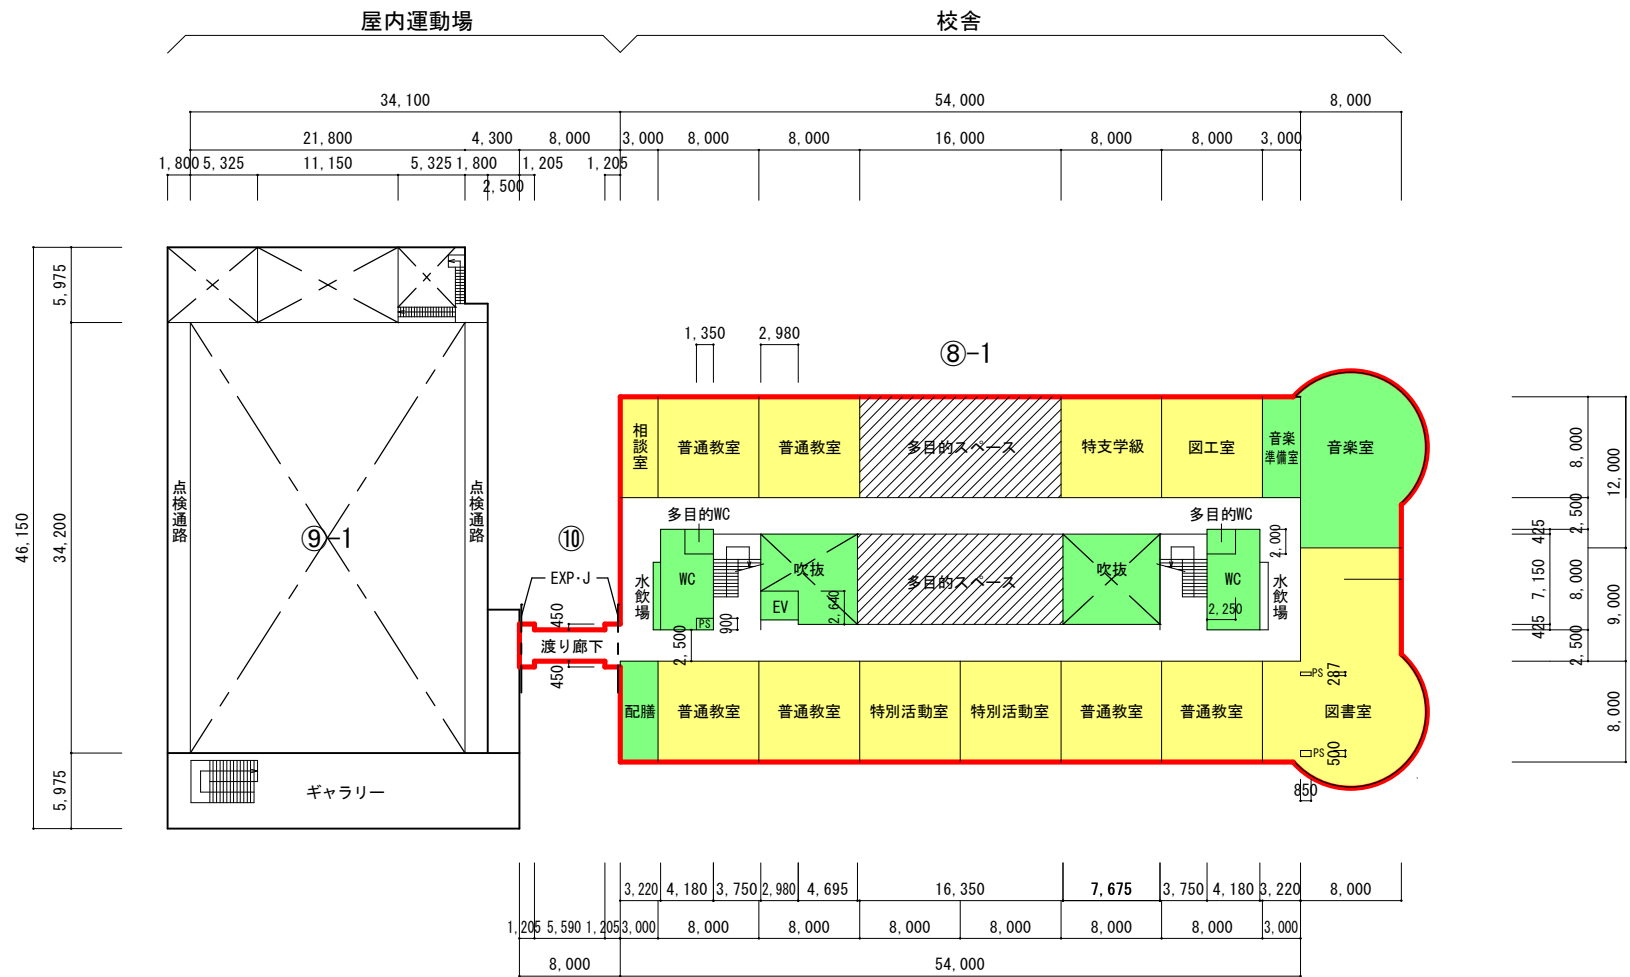 屋内運動場
校舎
34,100
54,000
8,000
21,800
4,300
8,000
3,000
8,000
8,000
16,000
8,000
8,000
3,000
1,800
5,325
11,150
5,325
1,800
2,500
1,205
1,205
46,150
5,975
34,200
5,975
1,350
2,980
⑧-1
点検通路
⑨-1
点検通路
⑩
EXP・J
450
渡り廊下
450
ギャラリー
相談室
普通教室
普通教室
多目的スペース
特支学級
図工室
音楽
準備室
音楽室
多目的WC
多目的WC
水飲場
WC
PS
900
2,500
吹抜
EV
2,640
多目的スペース
吹抜
WC
2,000
2,250
水飲場
配膳
普通教室
普通教室
特別活動室
特別活動室
普通教室
普通教室
図書室
PS
287
PS
500
850
425
7,150
425
8,000
2,500
8,000
2,500
12,000
9,000
8,000
3,220
4,180
3,750
2,980
4,695
16,350
7,675
3,750
4,180
3,220
8,000
1,205
5,590
1,205
3,000
8,000
8,000
8,000
8,000
8,000
8,000
3,000
8,000
54,000